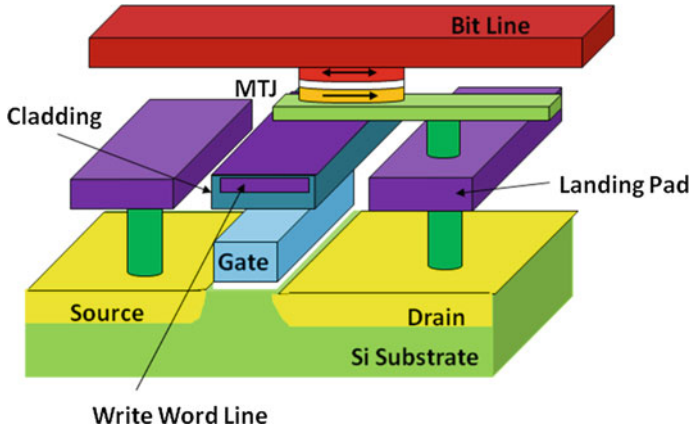 Bit Line
MTJ
Cladding
Landing Pad
Gate
Source
Drain
Si Substrate
Write Word Line